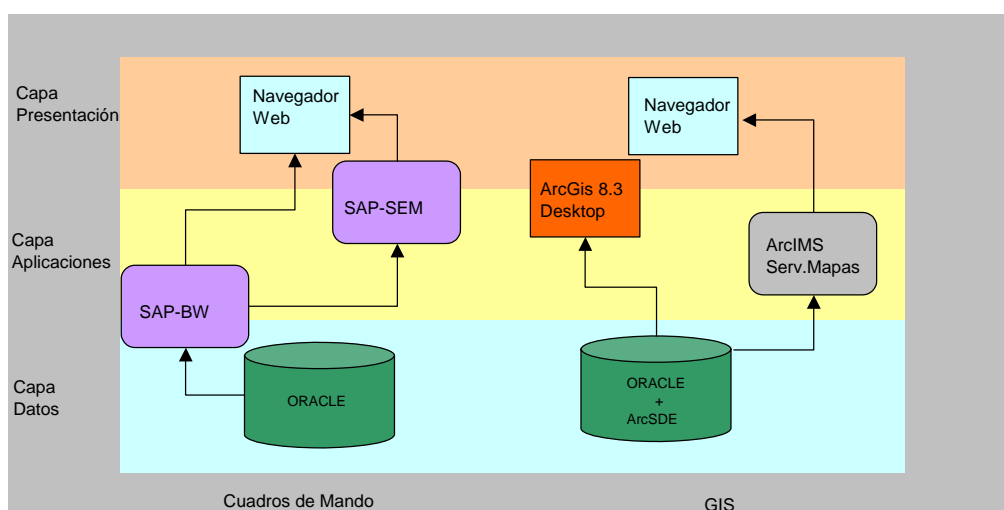 Capa
Presentación
Navegador
Web
Navegador
Web
ArcGis 8.3
Desktop
SAP-SEM
Capa
Aplicaciones
ArcIMS
Serv.Mapas
SAP-BW
Capa
Datos
ORACLE
ORACLE
+
ArcSDE
Cuadros de Mando
GIS